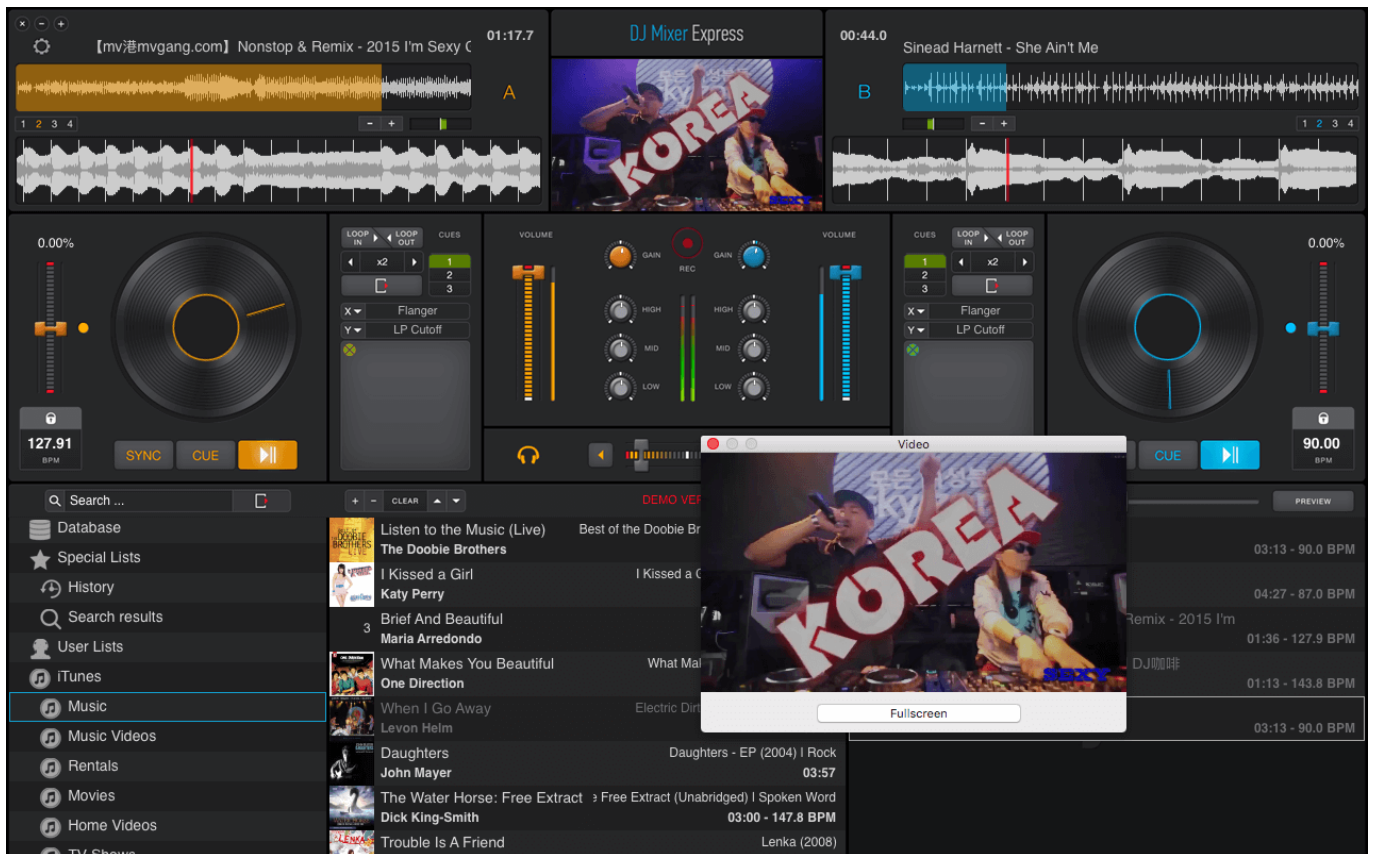 01:17.7
DJ Mixer Express
00:44.0
【mv港mvgang.com】Nonstop & Remix - 2015 I'm Sexy
Sinead Harnett - She Ain't Me
A
B
KOREA
SEXY
1 2 3 4
- +
- +
1 2 3 4
0.00%
LOOP IN
LOOP OUT
CUES
VOLUME
GAIN
REC
GAIN
VOLUME
CUES
LOOP IN
LOOP OUT
0.00%
x2
1
2
3
1
2
3
x2
X Flanger
HIGH
HIGH
X Flanger
Y LP Cutoff
MID
MID
Y LP Cutoff
LOW
LOW
127.91
BPM
SYNC
CUE
CUE
90.00
BPM
Video
모든
KOREA
SEXY
Fullscreen
Search ...
+ - CLEAR
DEMO
PREVIEW
Database
Special Lists
History
Search results
User Lists
iTunes
Music
Music Videos
Rentals
Movies
Home Videos
TV Shows
Listen to the Music (Live) Best of the Doobie
The Doobie Brothers
I Kissed a Girl I Kissed a
Katy Perry
3
Brief And Beautiful
Maria Arredondo
What Makes You Beautiful What
One Direction
When I Go Away Electric
Levon Helm
Daughters Daughters - EP (2004) I Rock
John Mayer 03:57
The Water Horse: Free Extract Free Extract (Unabridged) I Spoken Word
Dick King-Smith 03:00 - 147.8 BPM
Trouble Is A Friend Lenka (2008)
03:13 - 90.0 BPM
04:27 - 87.0 BPM
Remix - 2015 I'm
01:36 - 127.9 BPM
DJ咖啡
01:13 - 143.8 BPM
03:13 - 90.0 BPM